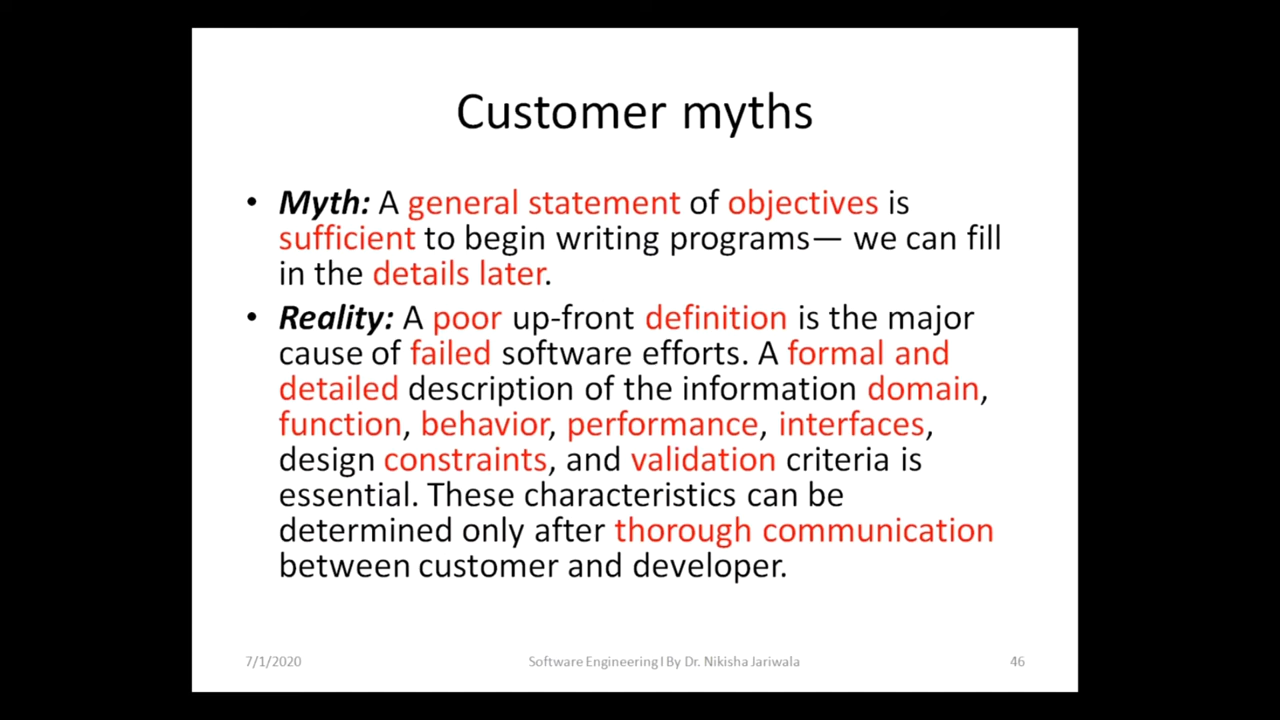 Customer myths
• Myth: A general statement of objectives is
sufficient to begin writing programs— we can fill
in the details later.
• Reality: A poor up-front definition is the major
cause of failed software efforts. A formal and
detailed description of the information domain,
function, behavior, performance, interfaces,
design constraints, and validation criteria is
essential. These characteristics can be
determined only after thorough communication
between customer and developer.
7/1/2020 Software Engineering I By Dr. Nikisha Jariwala 46